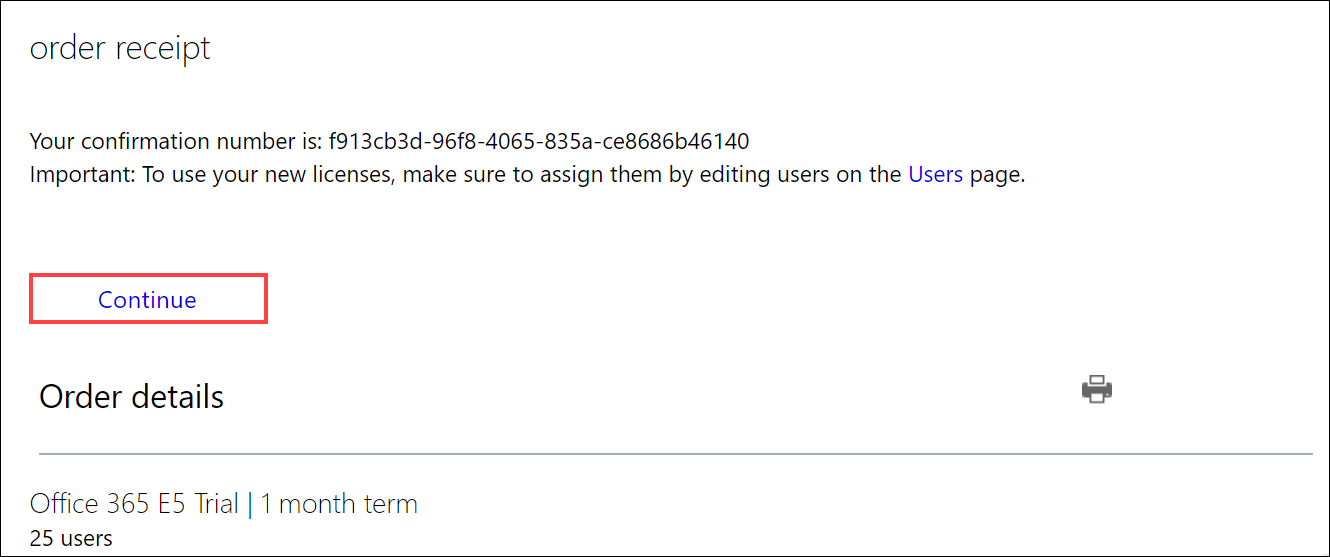 order receipt
Your confirmation number is: f913cb3d-96f8-4065-835a-ce8686b46140
Important: To use your new licenses, make sure to assign them by editing users on the Users page.
Continue
Order details
Office 365 E5 Trial | 1 month term
25 users